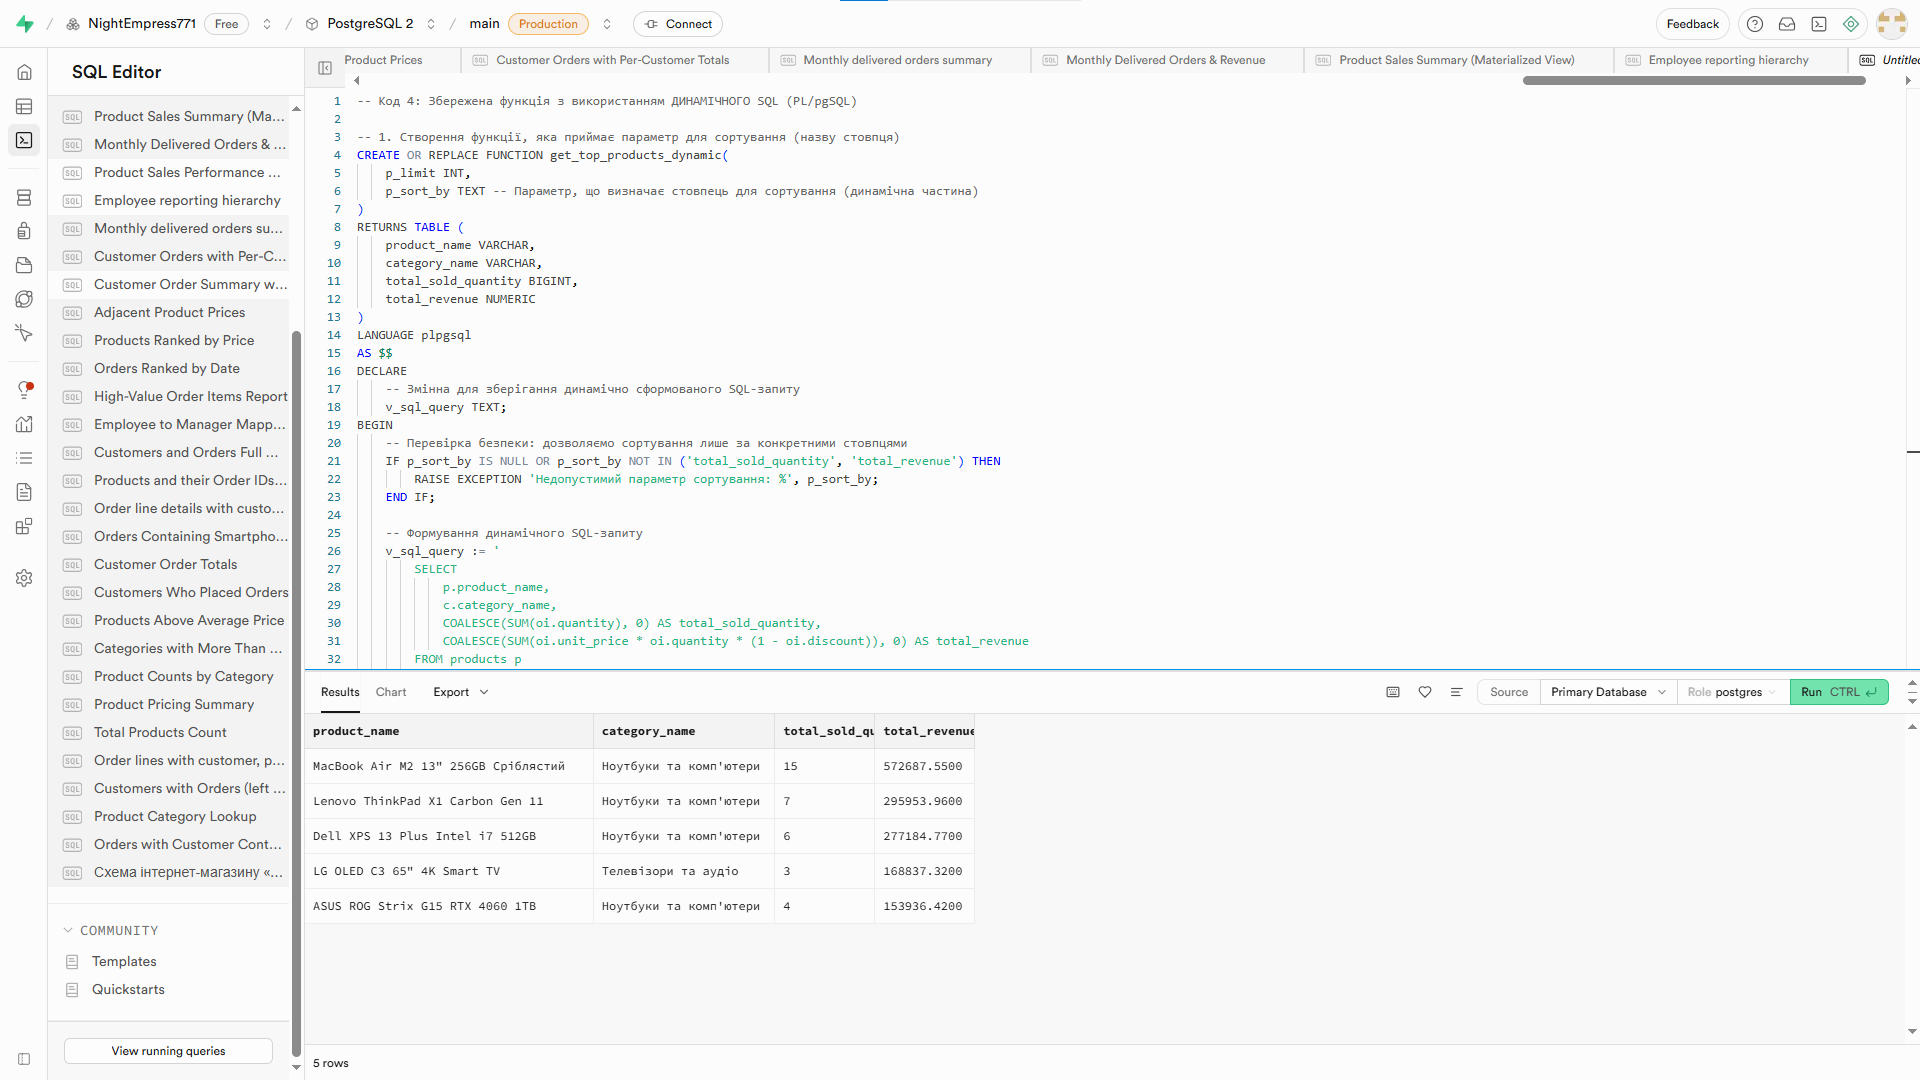 NightEmpress771 Free / PostgreSQL 2 / main Production Connect
Feedback
SQL Editor
Product Sales Summary (Ma...
Monthly Delivered Orders & ...
Product Sales Performance ...
Employee reporting hierarchy
Monthly delivered orders su...
Customer Orders with Per-C...
Customer Order Summary w...
Adjacent Product Prices
Products Ranked by Price
Orders Ranked by Date
High-Value Order Items Report
Employee to Manager Mapp...
Customers and Orders Full ...
Products and their Order IDs...
Order line details with custo...
Orders Containing Smartpho...
Customer Order Totals
Customers Who Placed Orders
Products Above Average Price
Categories with More Than ...
Product Counts by Category
Product Pricing Summary
Total Products Count
Order lines with customer, p...
Customers with Orders (left ...
Product Category Lookup
Orders with Customer Cont...
Схема інтернет-магазину «...
COMMUNITY
Templates
Quickstarts
View running queries
Product Prices
Customer Orders with Per-Customer Totals
Monthly delivered orders summary
Monthly Delivered Orders & Revenue
Product Sales Summary (Materialized View)
Employee reporting hierarchy
Untitled
1 -- Код 4: Збережена функція з використанням ДИНАМІЧНОГО SQL (PL/pgSQL)
2
3 -- 1. Створення функції, яка приймає параметр для сортування (назву стовпця)
4 CREATE OR REPLACE FUNCTION get_top_products_dynamic(
5 p_limit INT,
6 p_sort_by TEXT -- Параметр, що визначає стовпець для сортування (динамічна частина)
7 )
8 RETURNS TABLE (
9 product_name VARCHAR,
10 category_name VARCHAR,
11 total_sold_quantity BIGINT,
12 total_revenue NUMERIC
13 )
14 LANGUAGE plpgsql
15 AS $$
16 DECLARE
17 -- Змінна для зберігання динамічно сформованого SQL-запиту
18 v_sql_query TEXT;
19 BEGIN
20 -- Перевірка безпеки: дозволяємо сортування лише за конкретними стовпцями
21 IF p_sort_by IS NULL OR p_sort_by NOT IN ('total_sold_quantity', 'total_revenue') THEN
22 RAISE EXCEPTION 'Недопустимий параметр сортування: %', p_sort_by;
23 END IF;
24
25 -- Формування динамічного SQL-запиту
26 v_sql_query := '
27 SELECT
28 p.product_name,
29 c.category_name,
30 COALESCE(SUM(oi.quantity), 0) AS total_sold_quantity,
31 COALESCE(SUM(oi.unit_price * oi.quantity * (1 - oi.discount)), 0) AS total_revenue
32 FROM products p
Results Chart Export Source Primary Database Role postgres Run CTRL
product_name category_name total_sold_qu total_revenue
MacBook Air M2 13" 256GB Сріблястий Ноутбуки та комп'ютери 15 572687.5500
Lenovo ThinkPad X1 Carbon Gen 11 Ноутбуки та комп'ютери 7 295953.9600
Dell XPS 13 Plus Intel i7 512GB Ноутбуки та комп'ютери 6 277184.7700
LG OLED C3 65" 4K Smart TV Телевізори та аудіо 3 168837.3200
ASUS ROG Strix G15 RTX 4060 1TB Ноутбуки та комп'ютери 4 153936.4200
5 rows